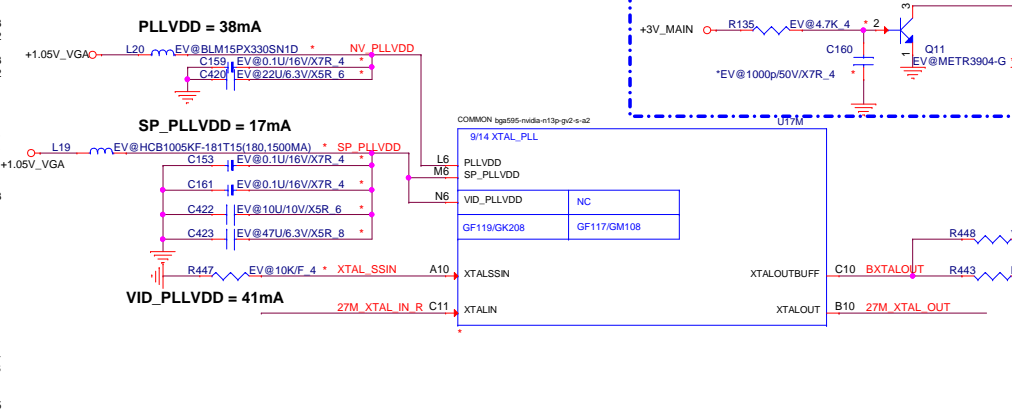 PLLVDD = 38mA
+1.05V_VGA L20 EV@BLM15PX330SN1D * NV_PLLVDD
C159 EV@0.1U/16V/X7R_4 *
C420 EV@22U/6.3V/X5R_6 *
+3V_MAIN R135 EV@4.7K_4 * 2 3
C160 1 Q11
*EV@1000p/50V/X7R_4 * EV@METR3904-G
SP_PLLVDD = 17mA
+1.05V_VGA L19 EV@HCB1005KF-181T15(180,1500MA) * SP_PLLVDD
C153 EV@0.1U/16V/X7R_4 *
C161 EV@0.1U/16V/X7R_4 *
C422 EV@10U/10V/X5R_6 *
C423 EV@47U/6.3V/X5R_8 *
R447 EV@10K/F_4 * XTAL_SSIN A10 XTALSSIN
VID_PLLVDD = 41mA
27M_XTAL_IN_R C11 XTALIN
COMMON bga595-nvidia-n13p-gv2-s-a2 U17M
9/14 XTAL_PLL
L6 PLLVDD
M6 SP_PLLVDD
N6 VID_PLLVDD NC
GF119/GK208 GF117/GM108
XTALOUTBUFF C10 BXTALOUT
XTALOUT B10 27M_XTAL_OUT
*
R448
R443